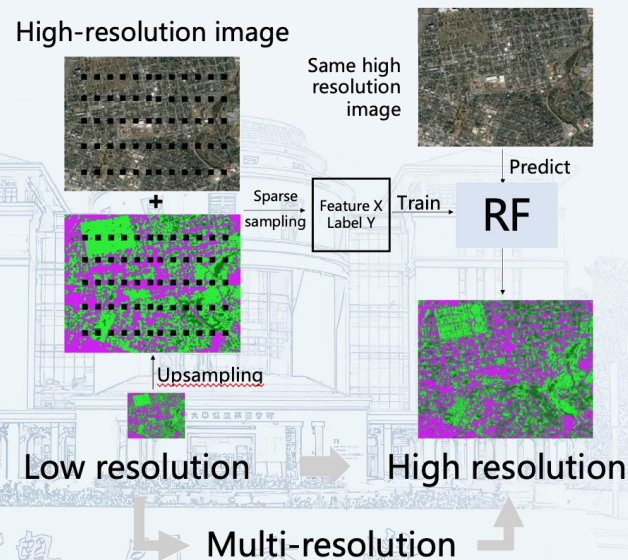 High-resolution image
Same high
resolution
image
+
Sparse
sampling
Feature X
Label Y
Train
Predict
RF
Upsampling
Low resolution
High resolution
Multi-resolution